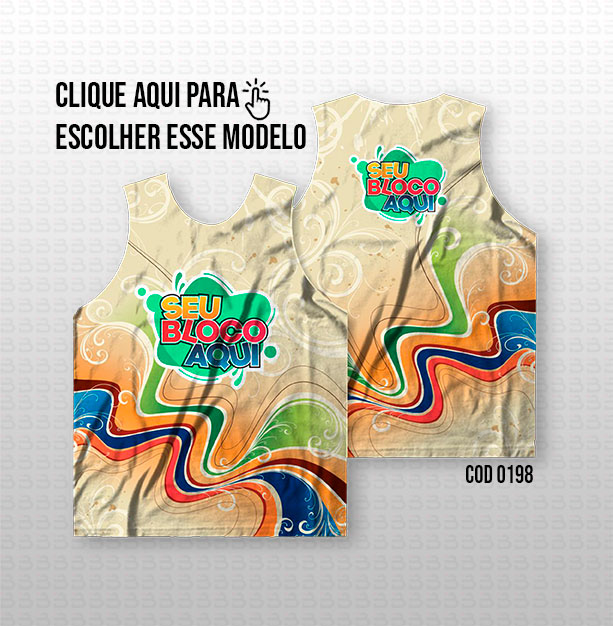 CLIQUE AQUI PARA
ESCOLHER ESSE MODELO
SEU
BLOCO
AQUI
SEU
BLOCO
AQUI
COD 0198